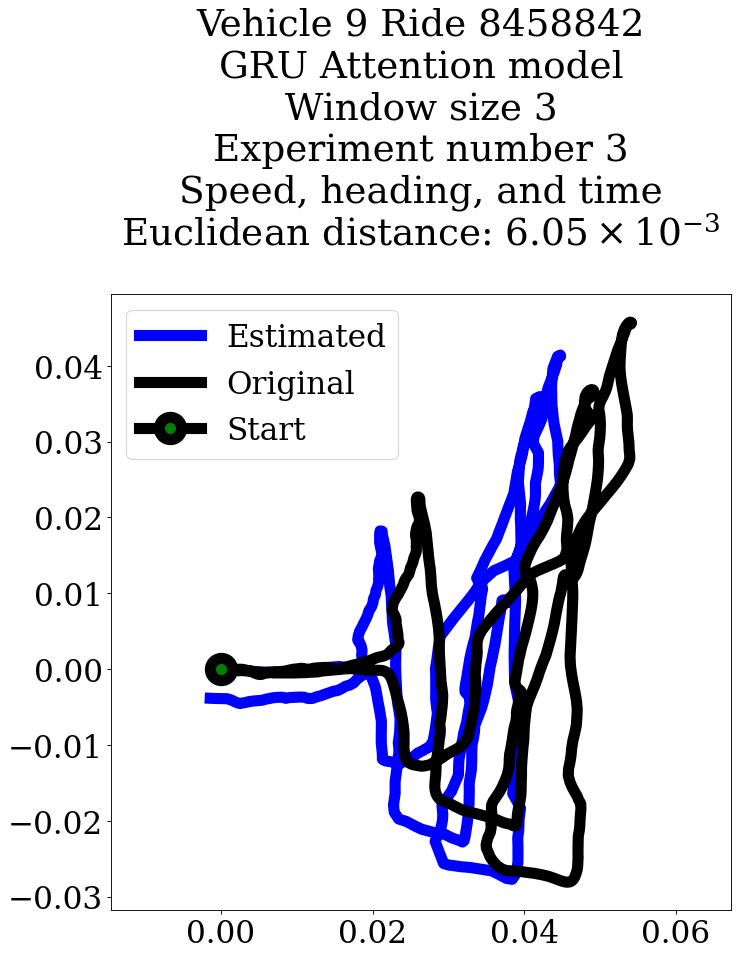 Vehicle 9 Ride 8458842
GRU Attention model
Window size 3
Experiment number 3
Speed, heading, and time
Euclidean distance: 6.05 × 10⁻³
Estimated
Original
Start
0.04
0.03
0.02
0.01
0.00
−0.01
−0.02
−0.03
0.00 0.02 0.04 0.06